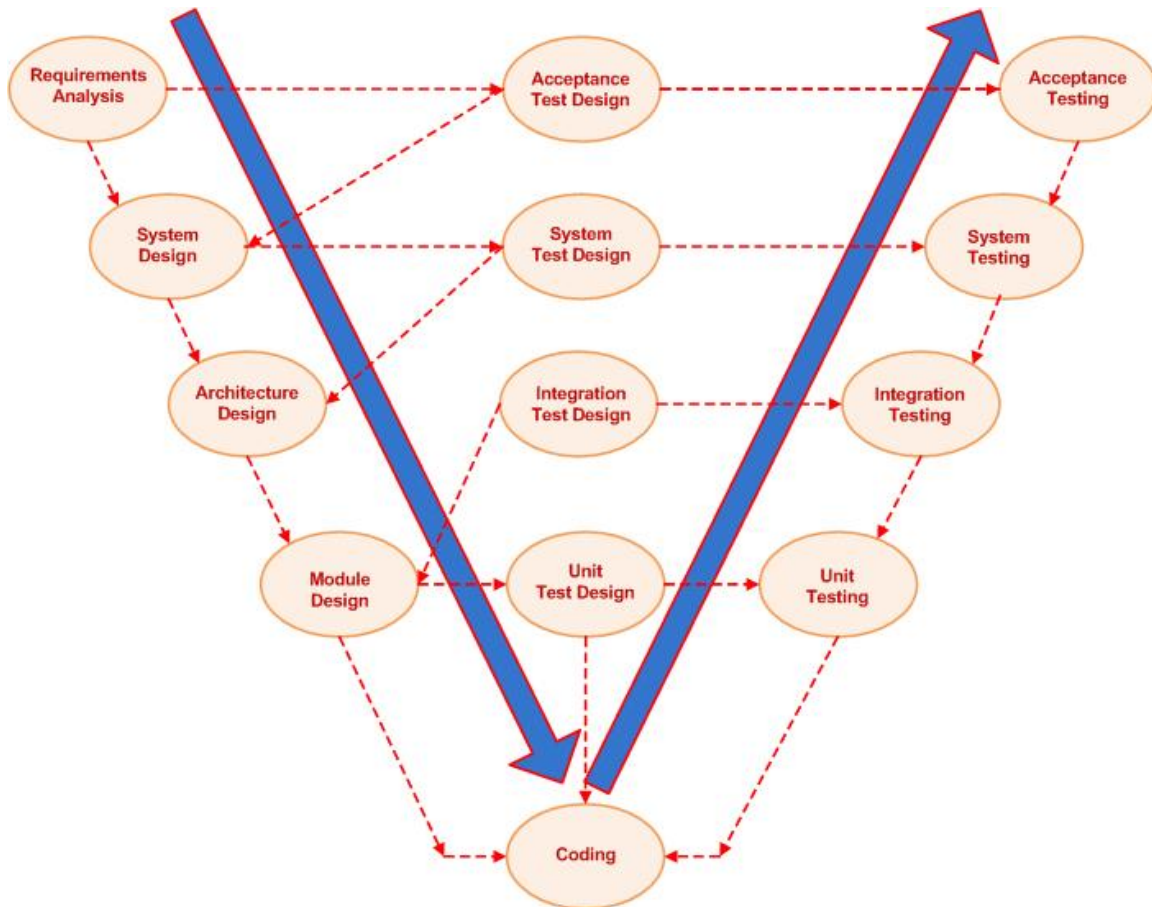 Requirements
Analysis
Acceptance
Test Design
Acceptance
Testing
System
Design
System
Test Design
System
Testing
Architecture
Design
Integration
Test Design
Integration
Testing
Module
Design
Unit
Test Design
Unit
Testing
Coding